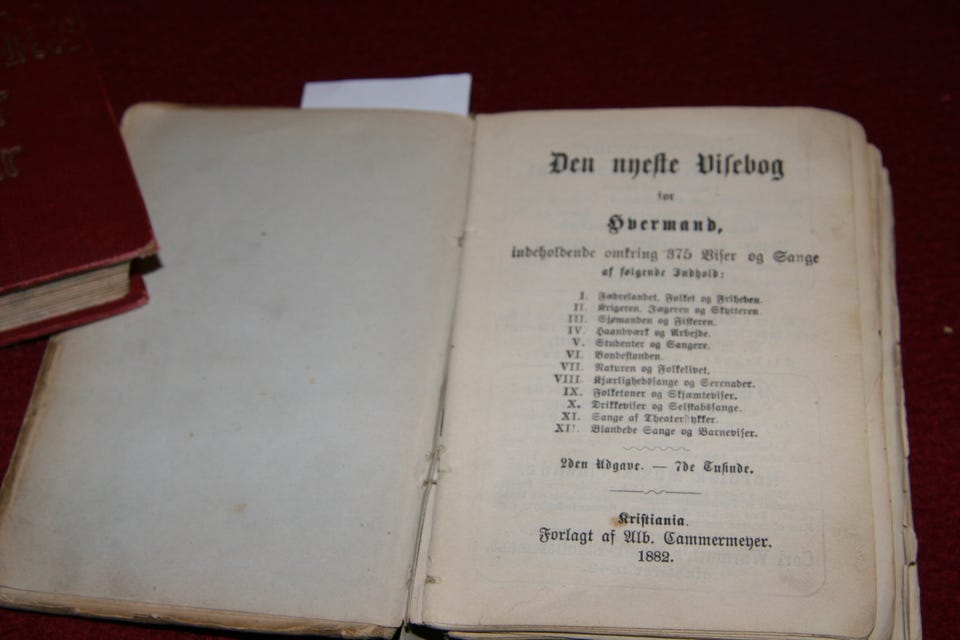 Den nyeste Visebog
for
Hvermand,
indeholdende omkring 375 Viser og Sange
af følgende Indhold:
I. Fædrelandet, Folket og Friheden.
II. Krigeren, Jægeren og Skytteren.
III. Sjømanden og Fiskeren.
IV. Haandværk og Arbejde.
V. Studenter og Sangere.
VI. Bondestanden.
VII. Naturen og Folkelivet.
VIII. Kjærlighedssange og Serenader.
IX. Folketoner og Skjæmteviser.
X. Drikkeviser og Selskabssange.
XI. Sange af Theaterstykker.
XII. Blandede Sange og Barneviser.
2den Udgave. — 7de Tusinde.
Kristiania.
Forlagt af Alb. Cammermeyer.
1882.